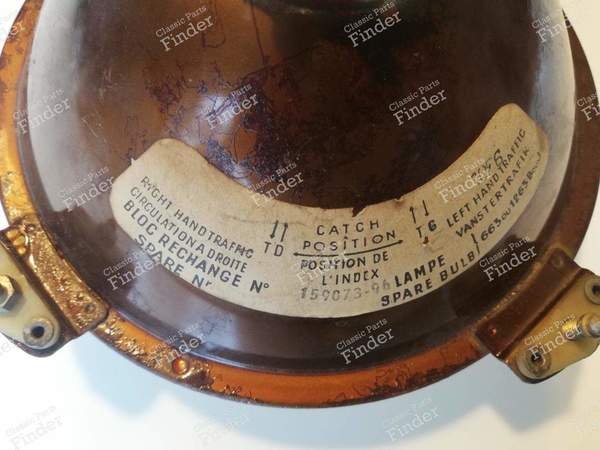 RIGHT HAND TRAFFIC
CIRCULATION A DROITE
BLOC RECHANGE N°
SPARE Nr
↓↑
TD
CATCH
POSITION
POSITION DE
L'INDEX
159073-96
↑↓
TG
LEFT HAND TRAFFIC
VANSTERTRAFIK
LAMPE
SPARE BULB
Classic Parts
Finder